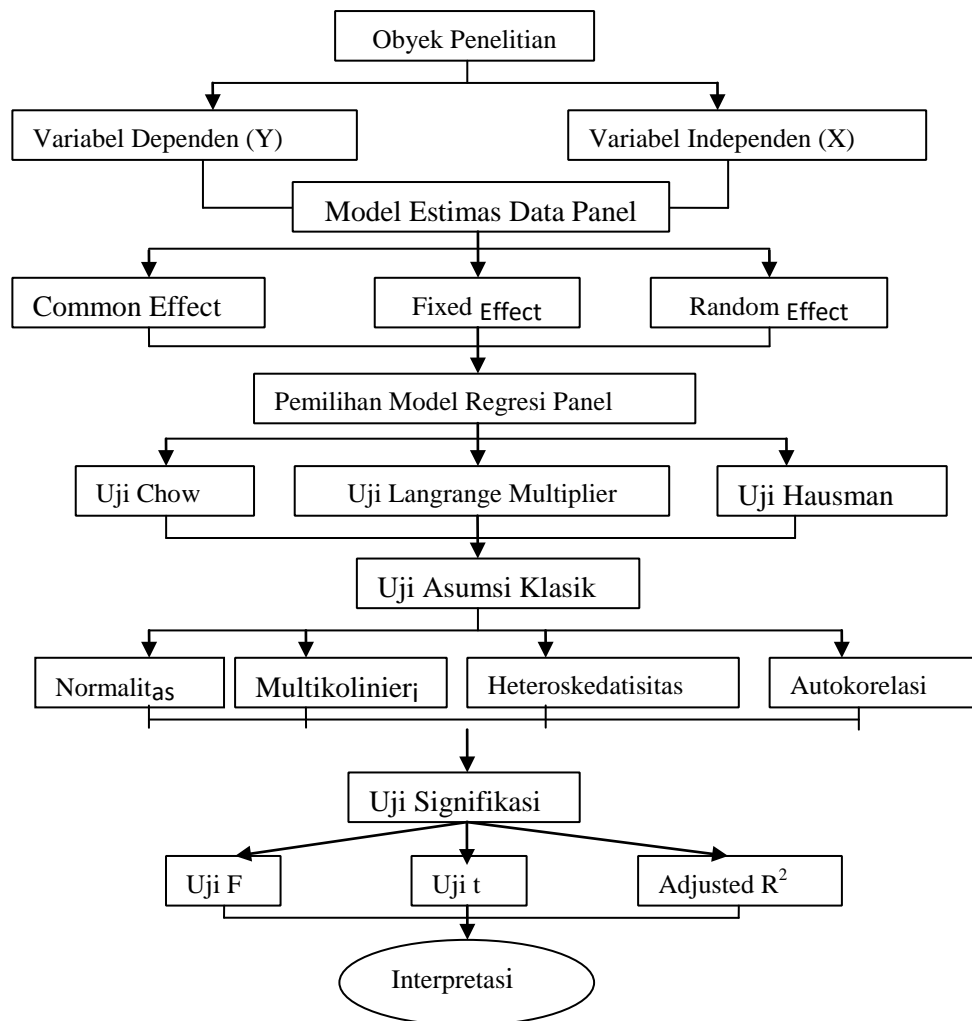 Obyek Penelitian
Variabel Dependen (Y)
Variabel Independen (X)
Model Estimas Data Panel
Common Effect
Fixed Effect
Random Effect
Pemilihan Model Regresi Panel
Uji Chow
Uji Langrange Multiplier
Uji Hausman
Uji Asumsi Klasik
Normalitas
Multikolinieri
Heteroskedatisitas
Autokorelasi
Uji Signifikasi
Uji F
Uji t
Adjusted R²
Interpretasi